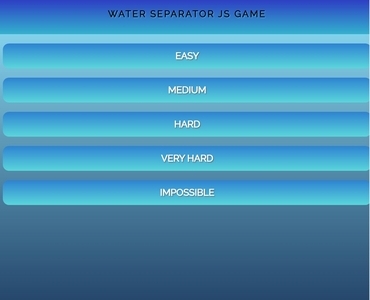 WATER SEPARATOR JS GAME
EASY
MEDIUM
HARD
VERY HARD
IMPOSSIBLE